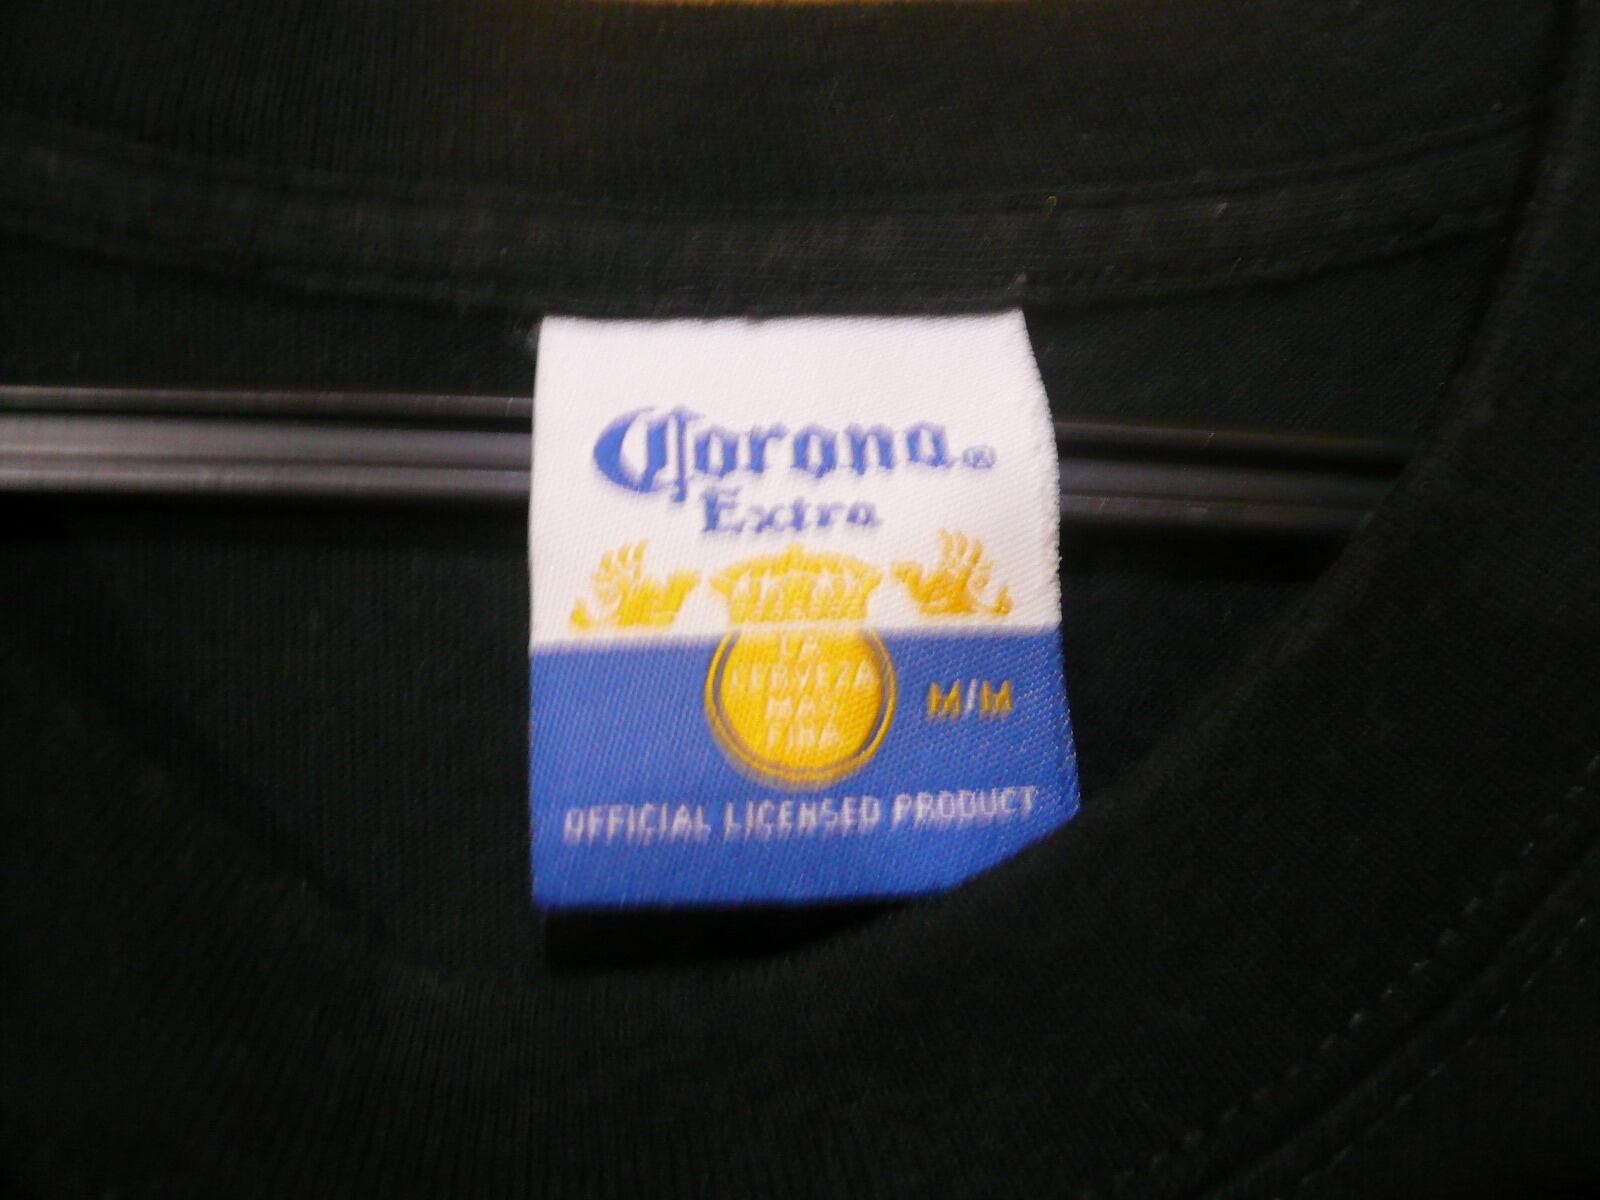 Corona®
Extra
LA
CERVEZA
MAS
FINA
M/M
OFFICIAL LICENSED PRODUCT